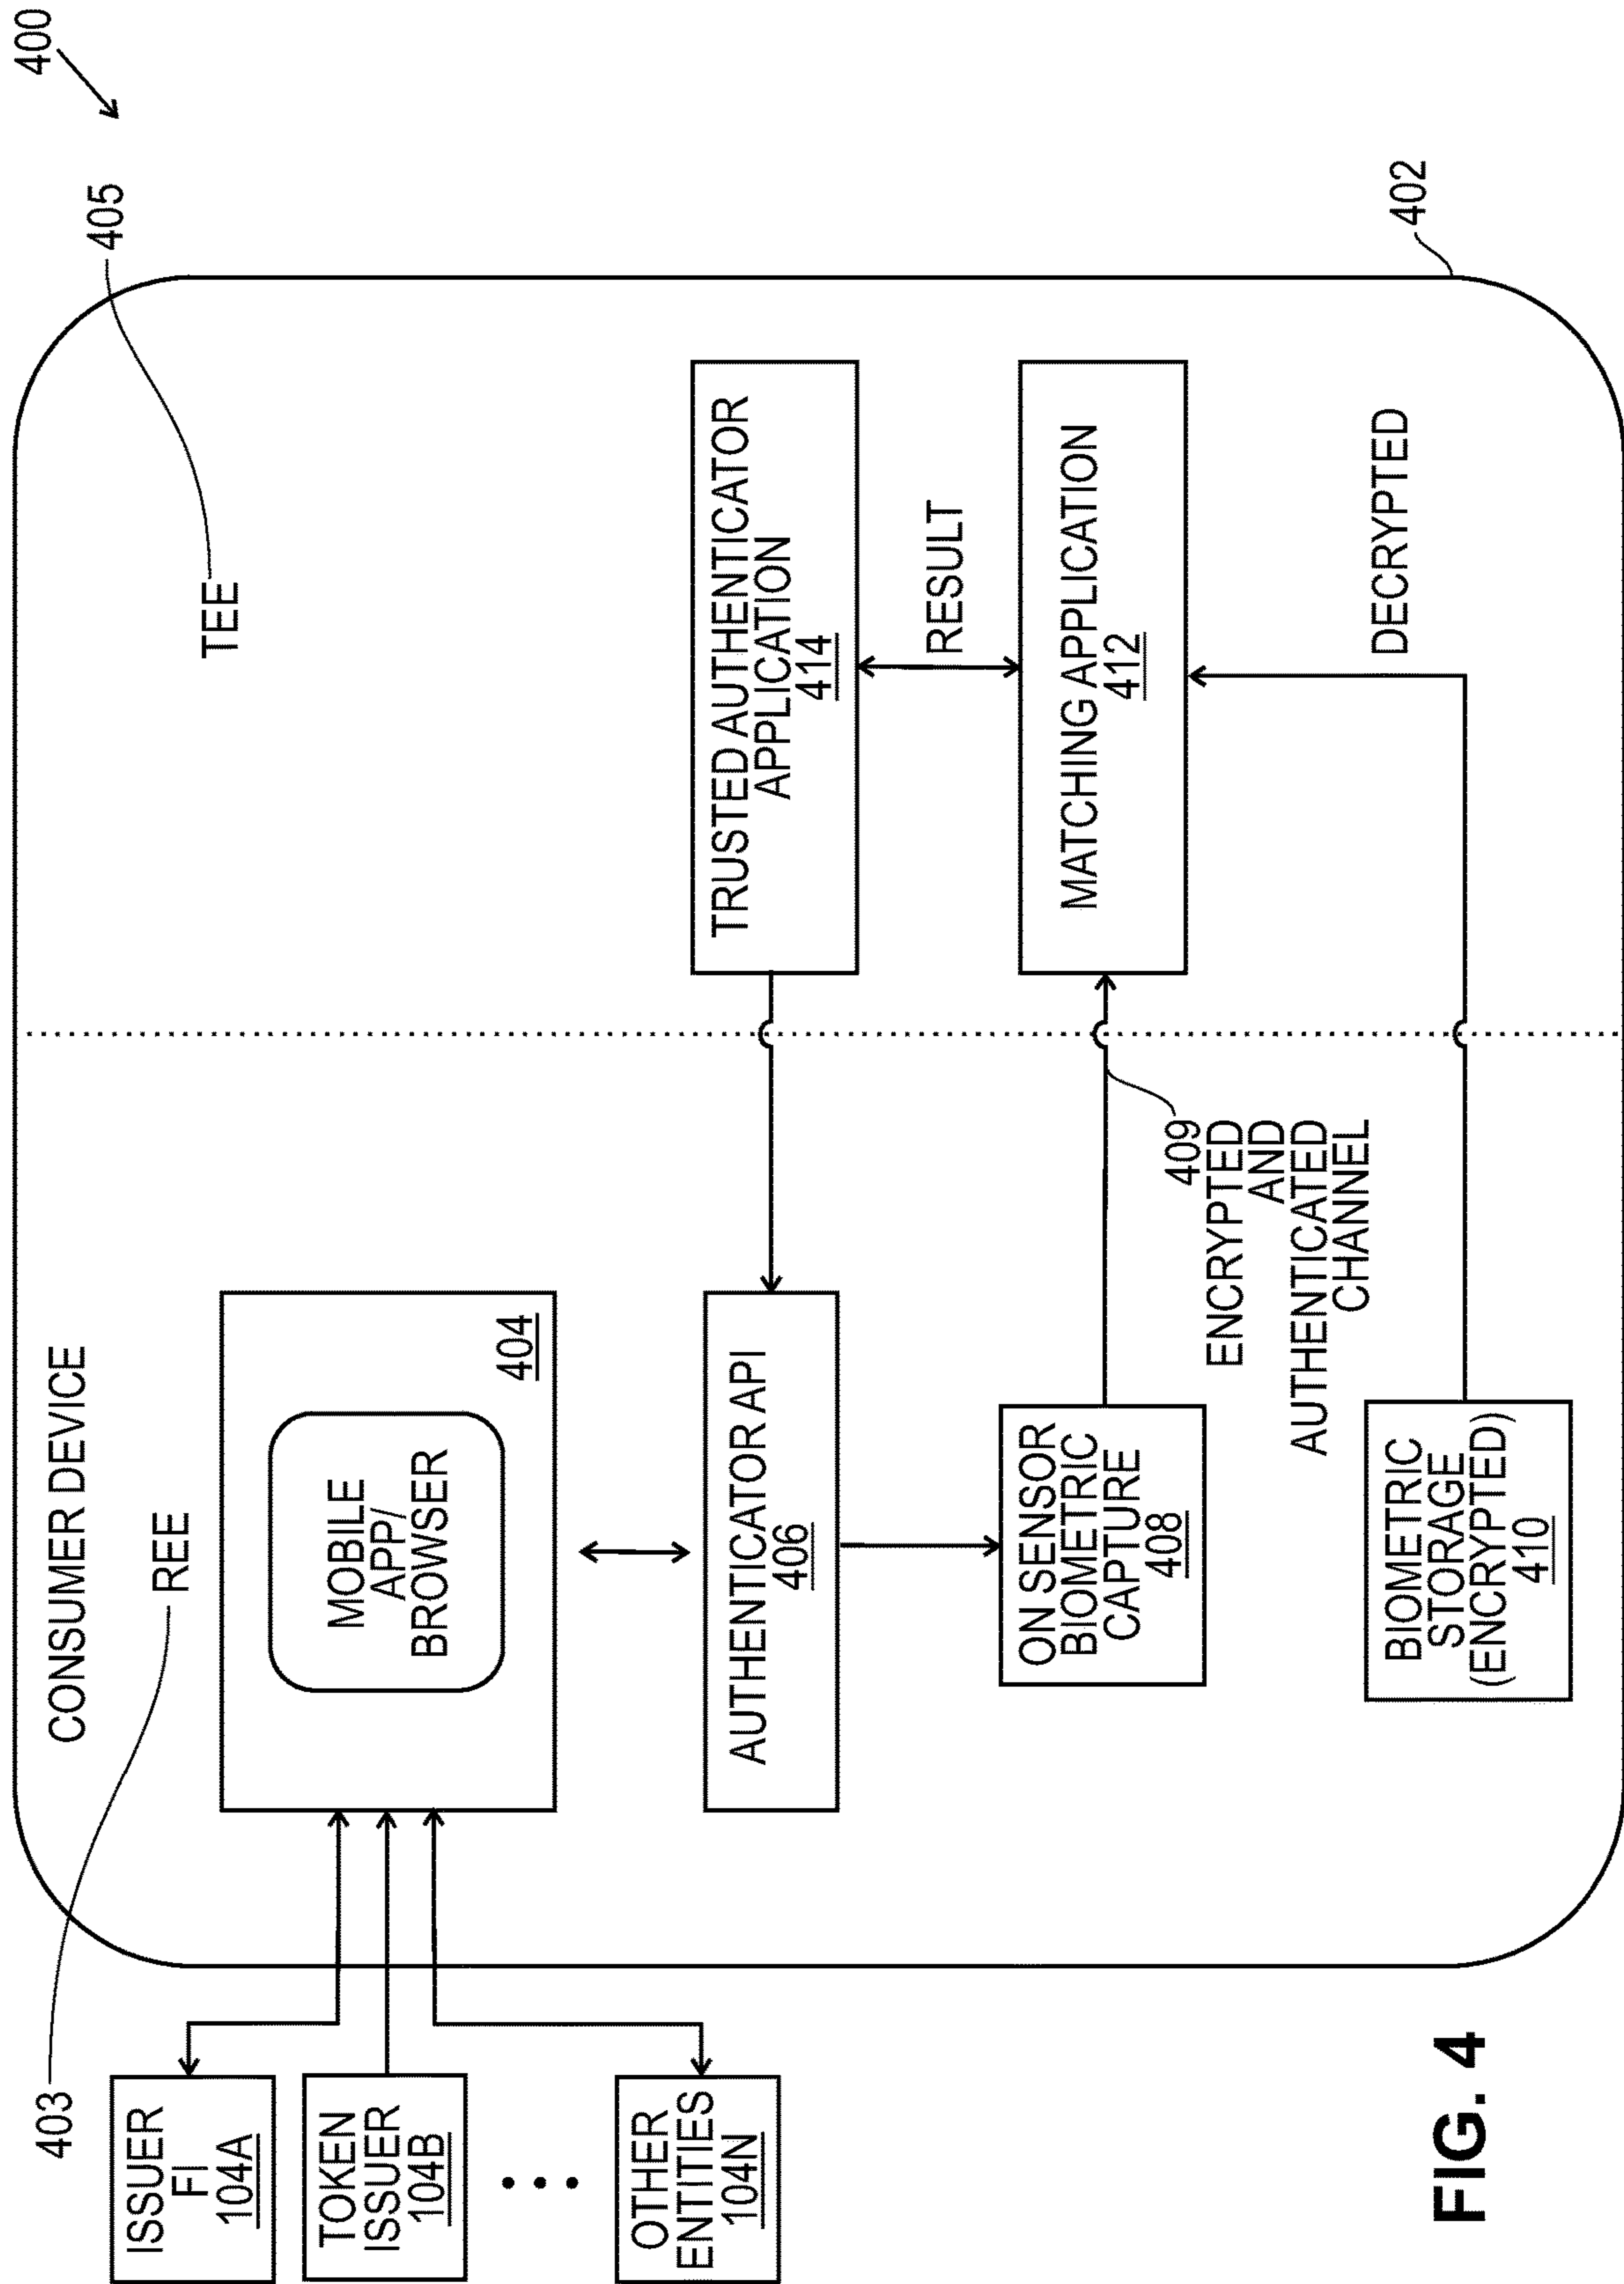 400
CONSUMER DEVICE
403
REE
TEE
405
ISSUER
FI
104A
TOKEN
ISSUER
104B
OTHER
ENTITIES
104N
MOBILE
APP/
BROWSER
404
AUTHENTICATOR API
406
TRUSTED AUTHENTICATOR
APPLICATION
414
RESULT
ON SENSOR
BIOMETRIC
CAPTURE
408
409
ENCRYPTED
AND
AUTHENTICATED
CHANNEL
MATCHING APPLICATION
412
BIOMETRIC
STORAGE
(ENCRYPTED)
410
DECRYPTED
402
FIG. 4